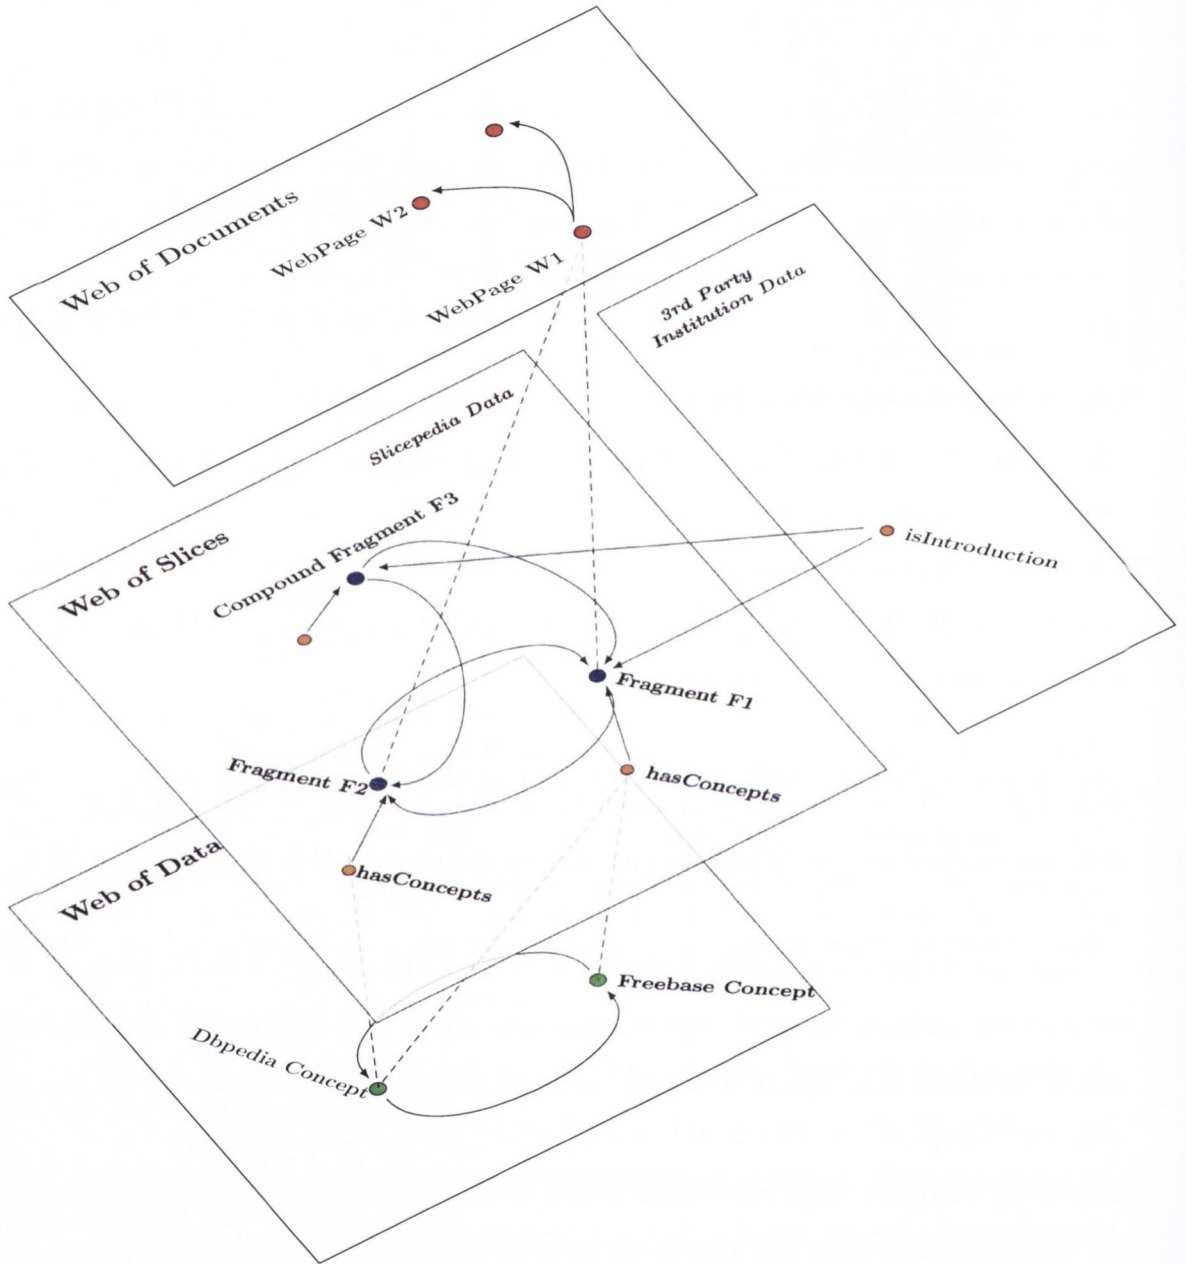 Web of Documents
WebPage W2
WebPage W1
3rd Party
Institution Data
Slicepedia Data
Web of Slices
Compound Fragment F3
isIntroduction
Fragment F1
Fragment F2
hasConcepts
hasConcepts
Web of Data
Freebase Concept
Dbpedia Concept